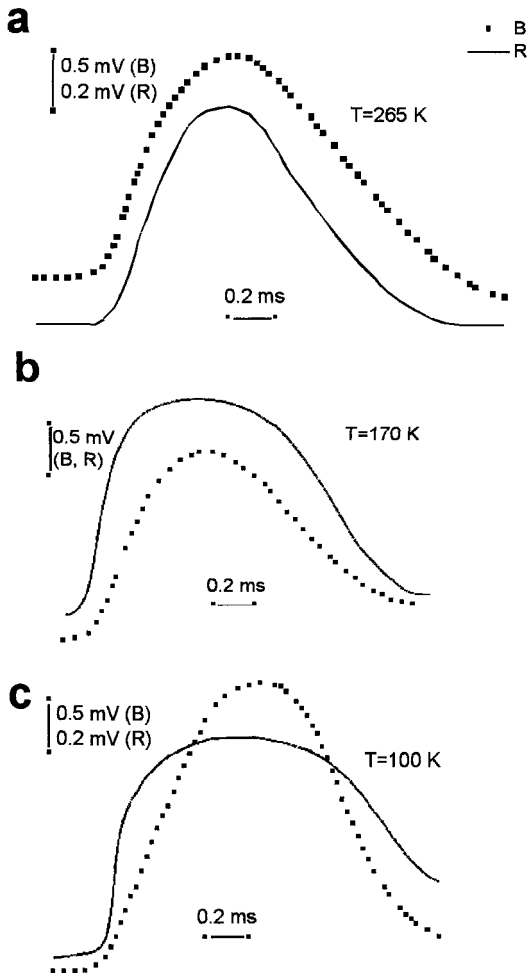 a
B
R
0.5 mV (B)
0.2 mV (R)
T=265 K
0.2 ms
b
0.5 mV
(B, R)
T=170 K
0.2 ms
c
0.5 mV (B)
0.2 mV (R)
T=100 K
0.2 ms